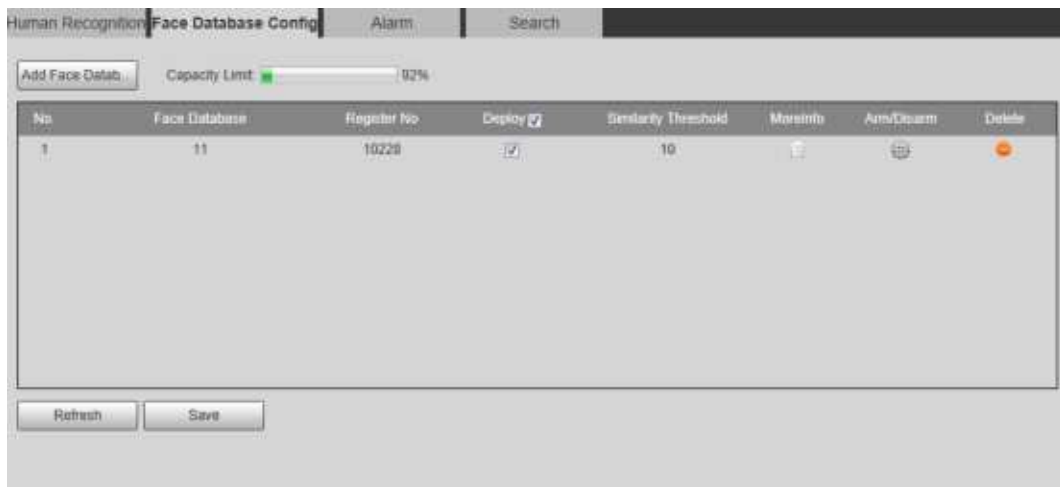 Human Recognition Face Database Config Alarm Search
Add Face Datab... Capacity Limit: 92%
No. Face Database Register No. Deploy Similarity Threshold MoreInfo Arm/Disarm Delete
1 11 10228 10
Refresh Save